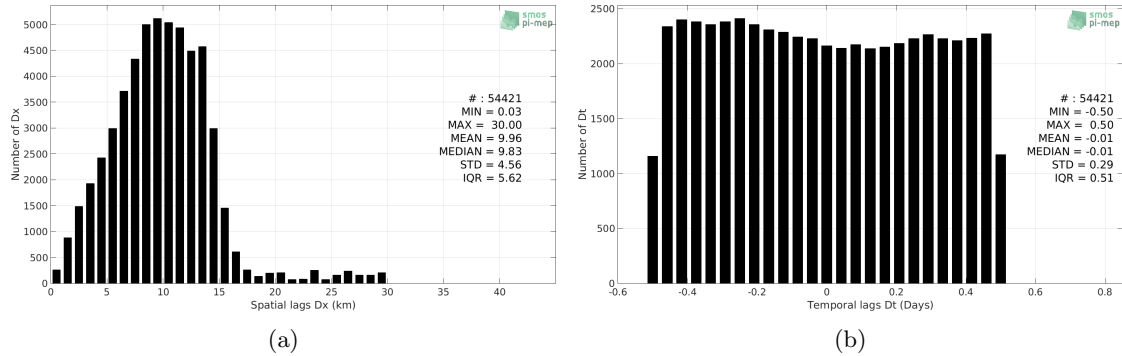 5000
4500
4000
3500
3000
2500
2000
1500
1000
500
0
0 5 10 15 20 25 30 35 40
Number of Dx
Spatial lags Dx (km)
smos
pi-mep
# : 54421
MIN = 0.03
MAX = 30.00
MEAN = 9.96
MEDIAN = 9.83
STD = 4.56
IQR = 5.62
(a)
2500
2000
1500
1000
500
0
-0.6 -0.4 -0.2 0 0.2 0.4 0.6 0.8
Number of Dt
Temporal lags Dt (Days)
smos
pi-mep
# : 54421
MIN = -0.50
MAX = 0.50
MEAN = -0.01
MEDIAN = -0.01
STD = 0.29
IQR = 0.51
(b)